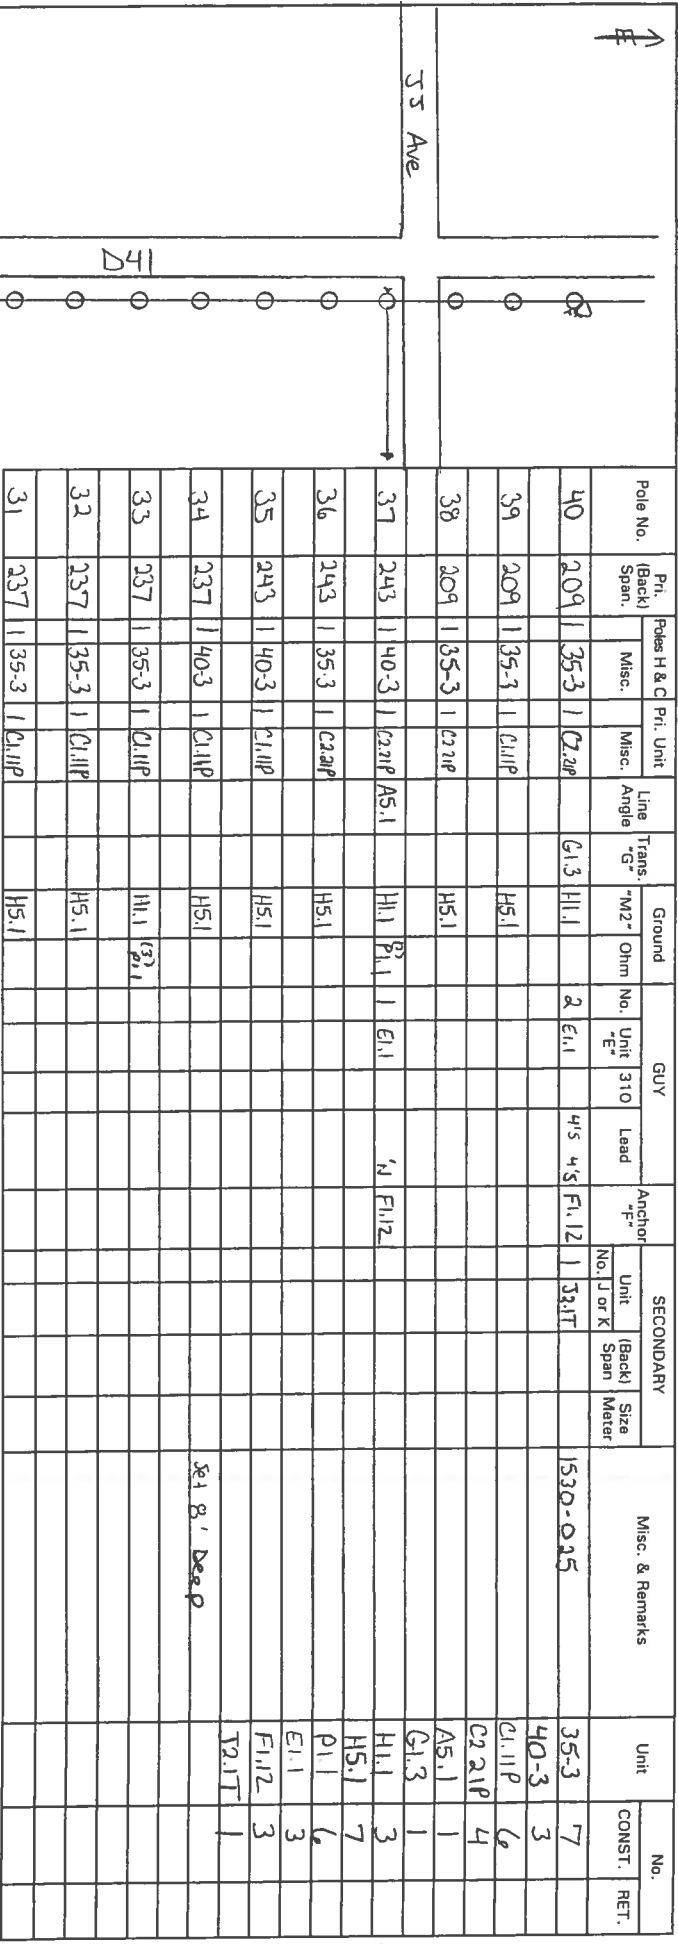 E
JJ Ave
D41
Pole No. Pri. (Back) Span. Poles H & C Misc. Pri. Unit Misc. Line Angle Trans. "G" Ground "M2" Ohm GUY No. Unit "E" 310 Lead Anchor "F" SECONDARY Unit No. J or K (Back) Span Size Meter Misc. & Remarks Unit No. CONST. RET.
40 209 1 35-3 1 C2.21P G1.3 H1.1 2 E1.1 4'S 4'S F1.12 1 J2.1T 1530-025 35-3 7
40-3 3
39 209 1 35-3 1 C1.11P H5.1 C1.11P 6
C2 21P 4
38 209 1 35-3 1 C2.21P H5.1 A5.1 1
G1.3 1
37 243 1 40-3 1 C2.21P A5.1 H1.1 P1.1 1 E1.1 'N F1.12 H1.1 3
H5.1 7
36 243 1 35-3 1 C2.21P H5.1 P1.1 6
E1.1 3
35 243 1 40-3 1 C1.11P H5.1 F1.12 3
J2.1T 1
34 237 1 40-3 1 C1.11P H5.1 Set 8' Deep
33 237 1 35-3 1 C1.11P H1.1 (3) P1.1
32 237 1 35-3 1 C1.11P H5.1
31 237 1 35-3 1 C1.11P H5.1